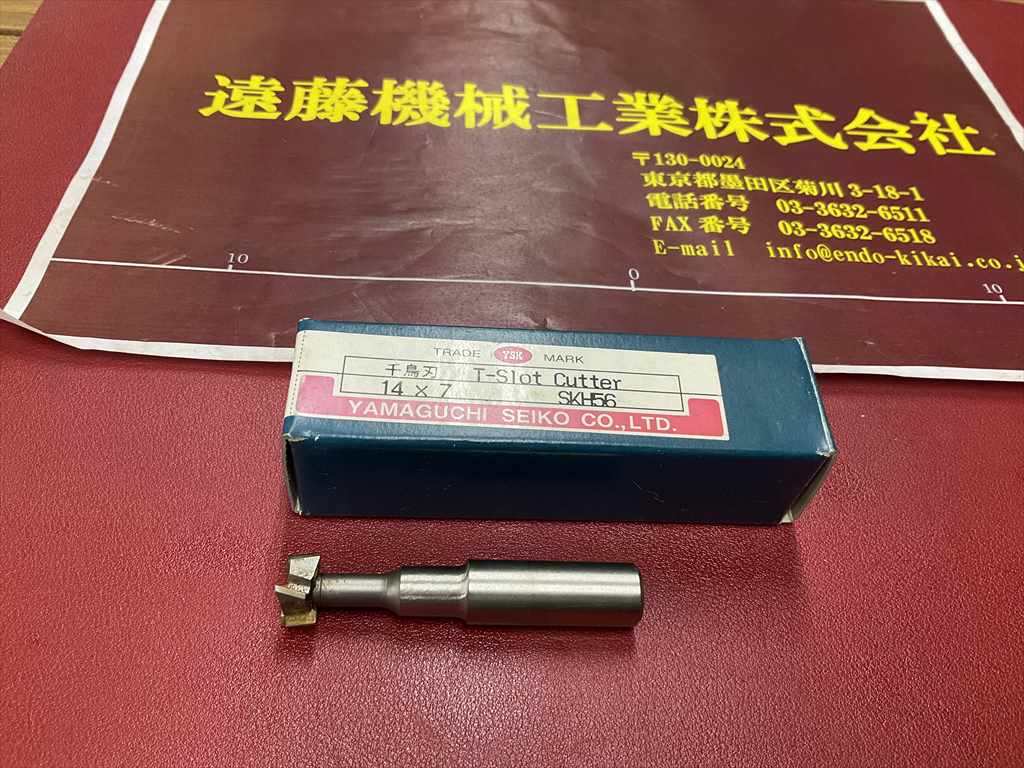 遠藤機械工業株式会社
〒130-0024
東京都墨田区菊川3-18-1
電話番号 03-3632-6511
FAX番号 03-3632-6518
E-mail info@endo-kikai.co.j
10 0 10
TRADE YSK MARK
千鳥刃 T-Slot Cutter
14×7 SKH56
YAMAGUCHI SEIKO CO.,LTD.